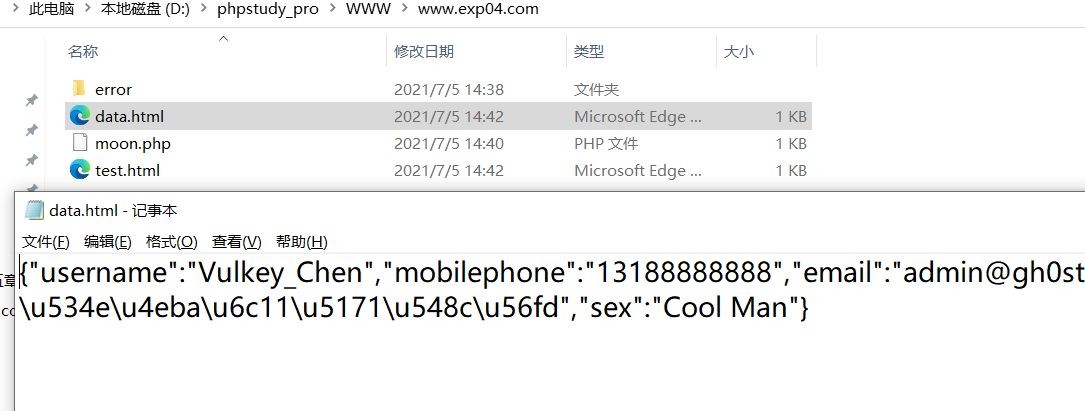 此电脑 > 本地磁盘 (D:) > phpstudy_pro > WWW > www.exp04.com
名称 修改日期 类型 大小
error 2021/7/5 14:38 文件夹
data.html 2021/7/5 14:42 Microsoft Edge ... 1 KB
moon.php 2021/7/5 14:40 PHP 文件 1 KB
test.html 2021/7/5 14:42 Microsoft Edge ... 1 KB
data.html - 记事本
文件(F) 编辑(E) 格式(O) 查看(V) 帮助(H)
{"username":"Vulkey_Chen","mobilephone":"13188888888","email":"admin@gh0st
\u534e\u4eba\u6c11\u5171\u548c\u56fd","sex":"Cool Man"}